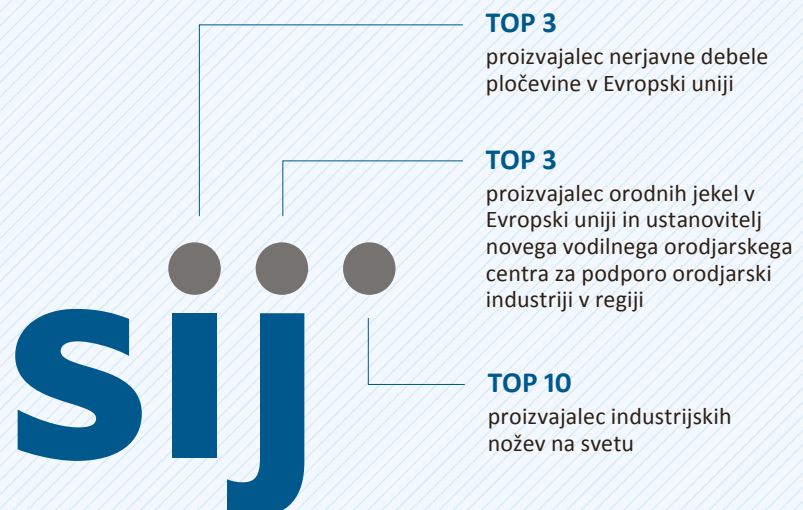 TOP 3
proizvajalec nerjavne debele
pločevine v Evropski uniji
TOP 3
proizvajalec orodnih jekel v
Evropski uniji in ustanovitelj
novega vodilnega orodjarskega
centra za podporo orodjarski
industriji v regiji
sij
TOP 10
proizvajalec industrijskih
nožev na svetu